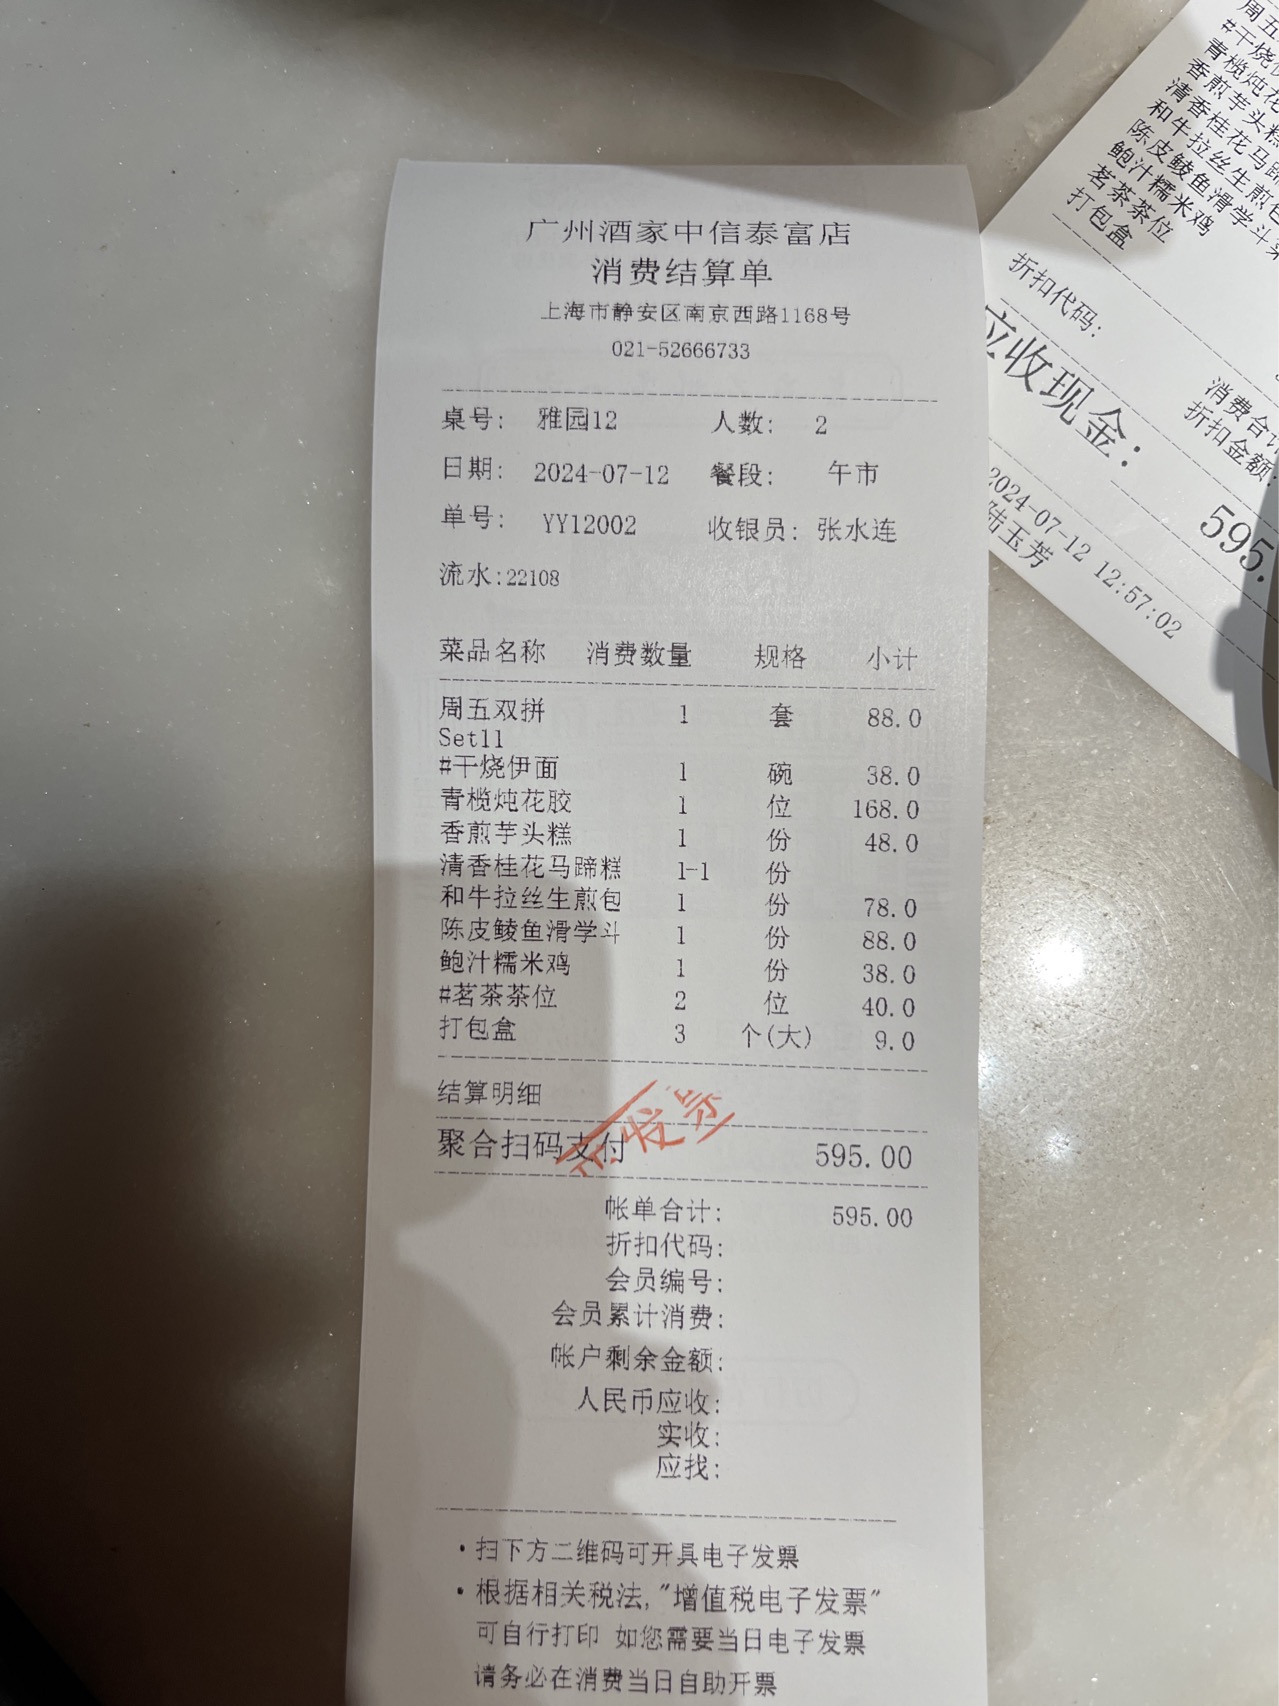 广州酒家中信泰富店
消费结算单
上海市静安区南京西路1168号
021-52666733
桌号: 雅园12 人数: 2
日期: 2024-07-12 餐段: 午市
单号: YY12002 收银员: 张水连
流水:22108
菜品名称 消费数量 规格 小计
周五双拼 1 套 88.0
Set11
#干烧伊面 1 碗 38.0
青榄炖花胶 1 位 168.0
香煎芋头糕 1 份 48.0
清香桂花马蹄糕 1-1 份
和牛拉丝生煎包 1 份 78.0
陈皮鲮鱼滑学斗 1 份 88.0
鲍汁糯米鸡 1 份 38.0
#茗茶茶位 2 位 40.0
打包盒 3 个(大) 9.0
结算明细
聚合扫码支付 595.00
发票
帐单合计: 595.00
折扣代码:
会员编号:
会员累计消费:
帐户剩余金额:
人民币应收:
实收:
应找:
·扫下方二维码可开具电子发票
·根据相关税法,"增值税电子发票"
可自行打印 如您需要当日电子发票
请务必在消费当日自助开票
周五
#干烧
青榄炖花
香煎芋头糕
清香桂花马蹄
和牛拉丝生煎包
陈皮鲮鱼滑学斗
鲍汁糯米鸡
茗茶茶位
打包盒
折扣代码:
消费合计
折扣金额:
应收现金: 595.
2024-07-12 12:57:02
陆玉芳